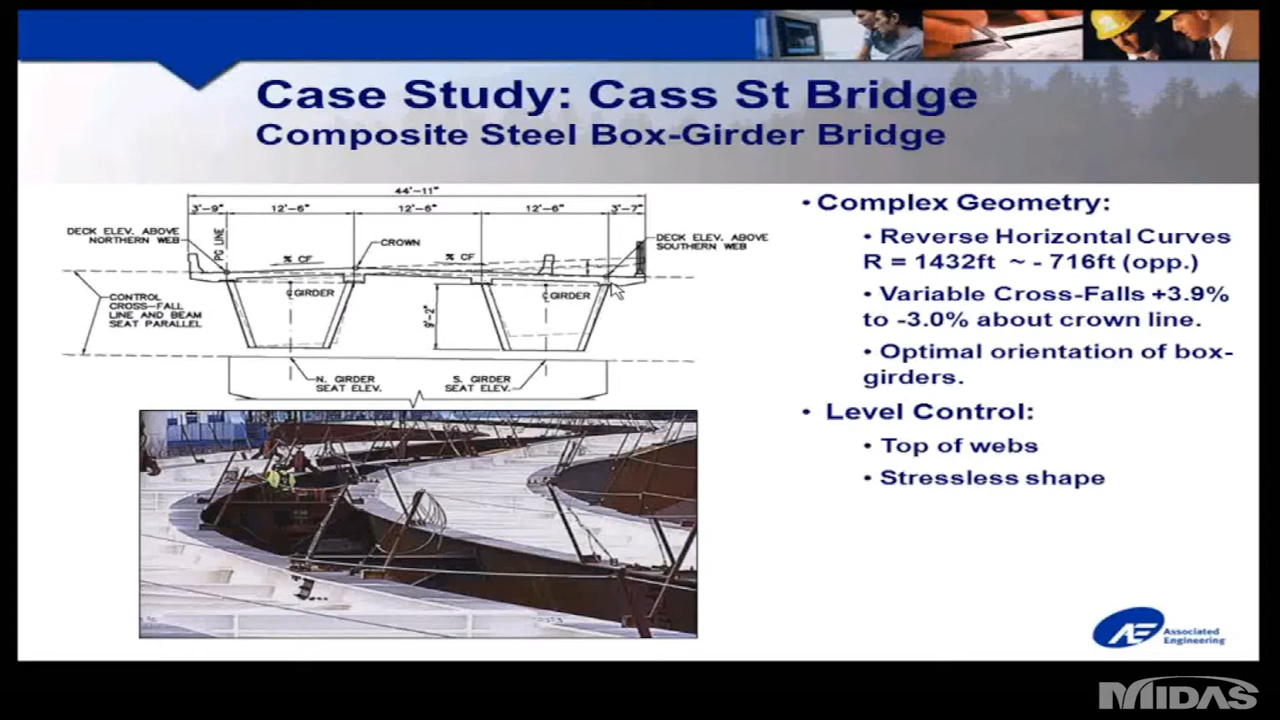 Case Study: Cass St Bridge
Composite Steel Box-Girder Bridge
44'-11"
3'-9"
12'-6"
12'-6"
12'-6"
3'-7"
DECK ELEV. ABOVE
NORTHERN WEB
PG LINE
% CF
CROWN
% CF
DECK ELEV. ABOVE
SOUTHERN WEB
CONTROL
CROSS-FALL
LINE AND BEAM
SEAT PARALLEL
℄GIRDER
9'-2"
℄GIRDER
N. GIRDER
SEAT ELEV.
S. GIRDER
SEAT ELEV.
• Complex Geometry:
• Reverse Horizontal Curves
R = 1432ft ~ - 716ft (opp.)
• Variable Cross-Falls +3.9%
to -3.0% about crown line.
• Optimal orientation of box-
girders.
• Level Control:
• Top of webs
• Stressless shape
AE Associated
Engineering
MIDAS